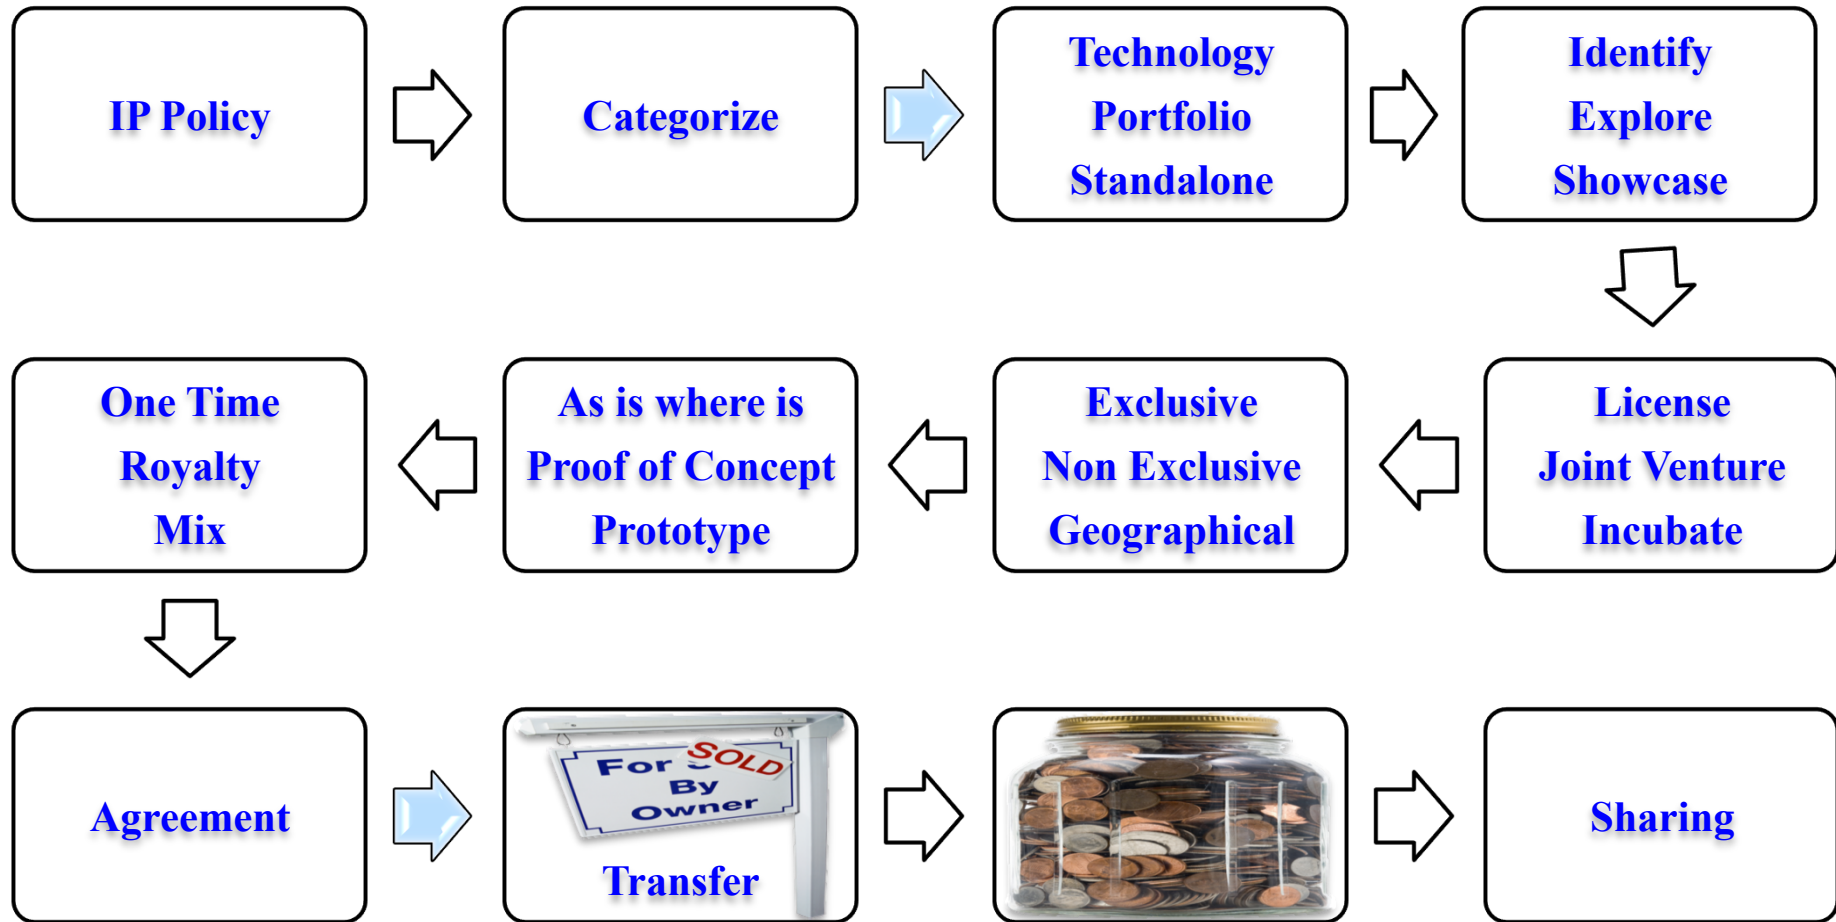 IP Policy
Categorize
Technology
Portfolio
Standalone
Identify
Explore
Showcase
License
Joint Venture
Incubate
Exclusive
Non Exclusive
Geographical
As is where is
Proof of Concept
Prototype
One Time
Royalty
Mix
Agreement
For
SOLD
By
Owner
Transfer
Sharing